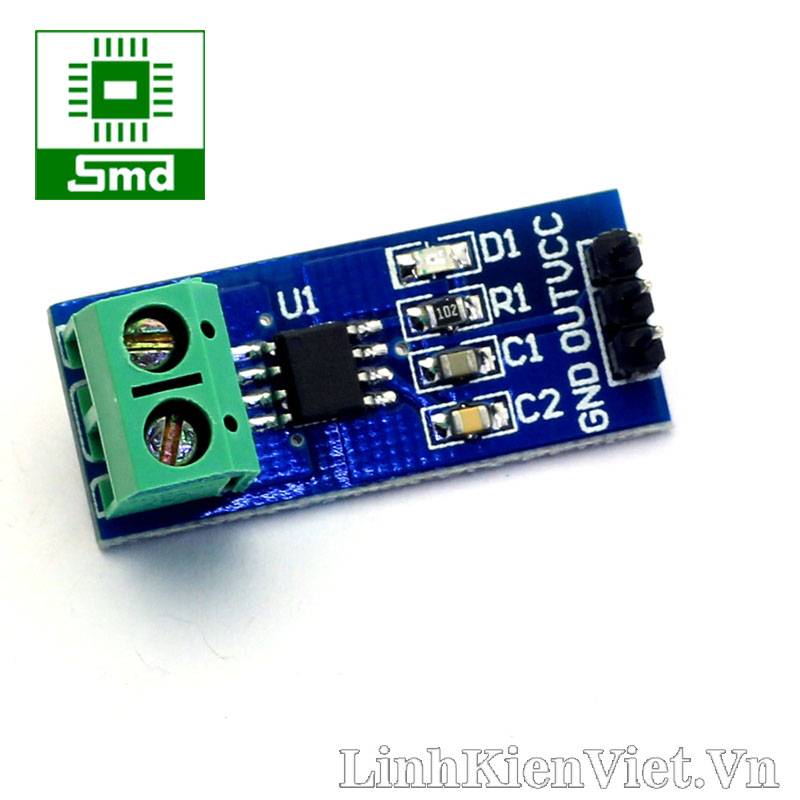 Smd
U1
D1
R1
102
C1
C2
GND OUT VCC
LinhKienViet.Vn